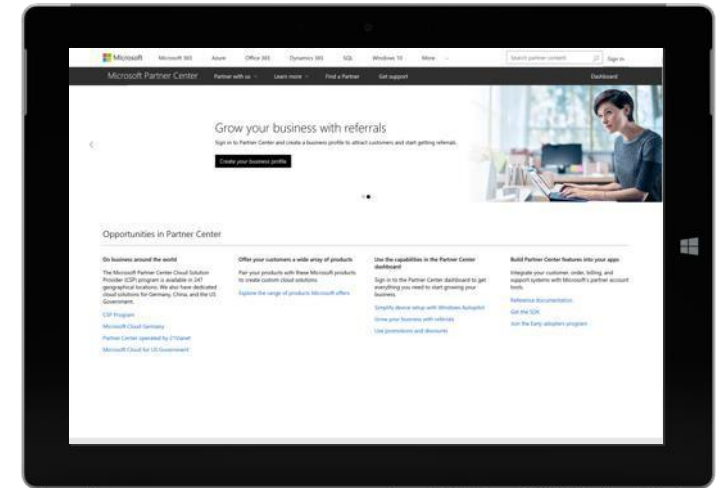 Microsoft Microsoft 365 Azure Office 365 Dynamics 365 SQL Windows 10 More Search partner content Sign in
Microsoft Partner Center Partner with us Learn more Find a Partner Get support Dashboard
Grow your business with referrals
Sign in to Partner Center and create a business profile to attract customers and start getting referrals.
Create your business profile
Opportunities in Partner Center
Do business around the world
The Microsoft Partner Center Cloud Solution
Provider (CSP) program is available in 247
geographical locations. We also have dedicated
cloud solutions for Germany, China, and the US
Government.
CSP Program
Microsoft Cloud Germany
Partner Center operated by 21Vianet
Microsoft Cloud for US Government
Offer your customers a wide array of products
Pair your products with these Microsoft products
to create custom cloud solutions.
Explore the range of products Microsoft offers
Use the capabilities in the Partner Center
dashboard
Sign in to the Partner Center dashboard to get
everything you need to start growing your
business.
Simplify device setup with Windows Autopilot
Grow your business with referrals
Use promotions and discounts
Build Partner Center features into your apps
Integrate your customer, order, billing, and
support systems with Microsoft's partner account
tools.
Reference documentation
Get the SDK
Join the Early adopters program